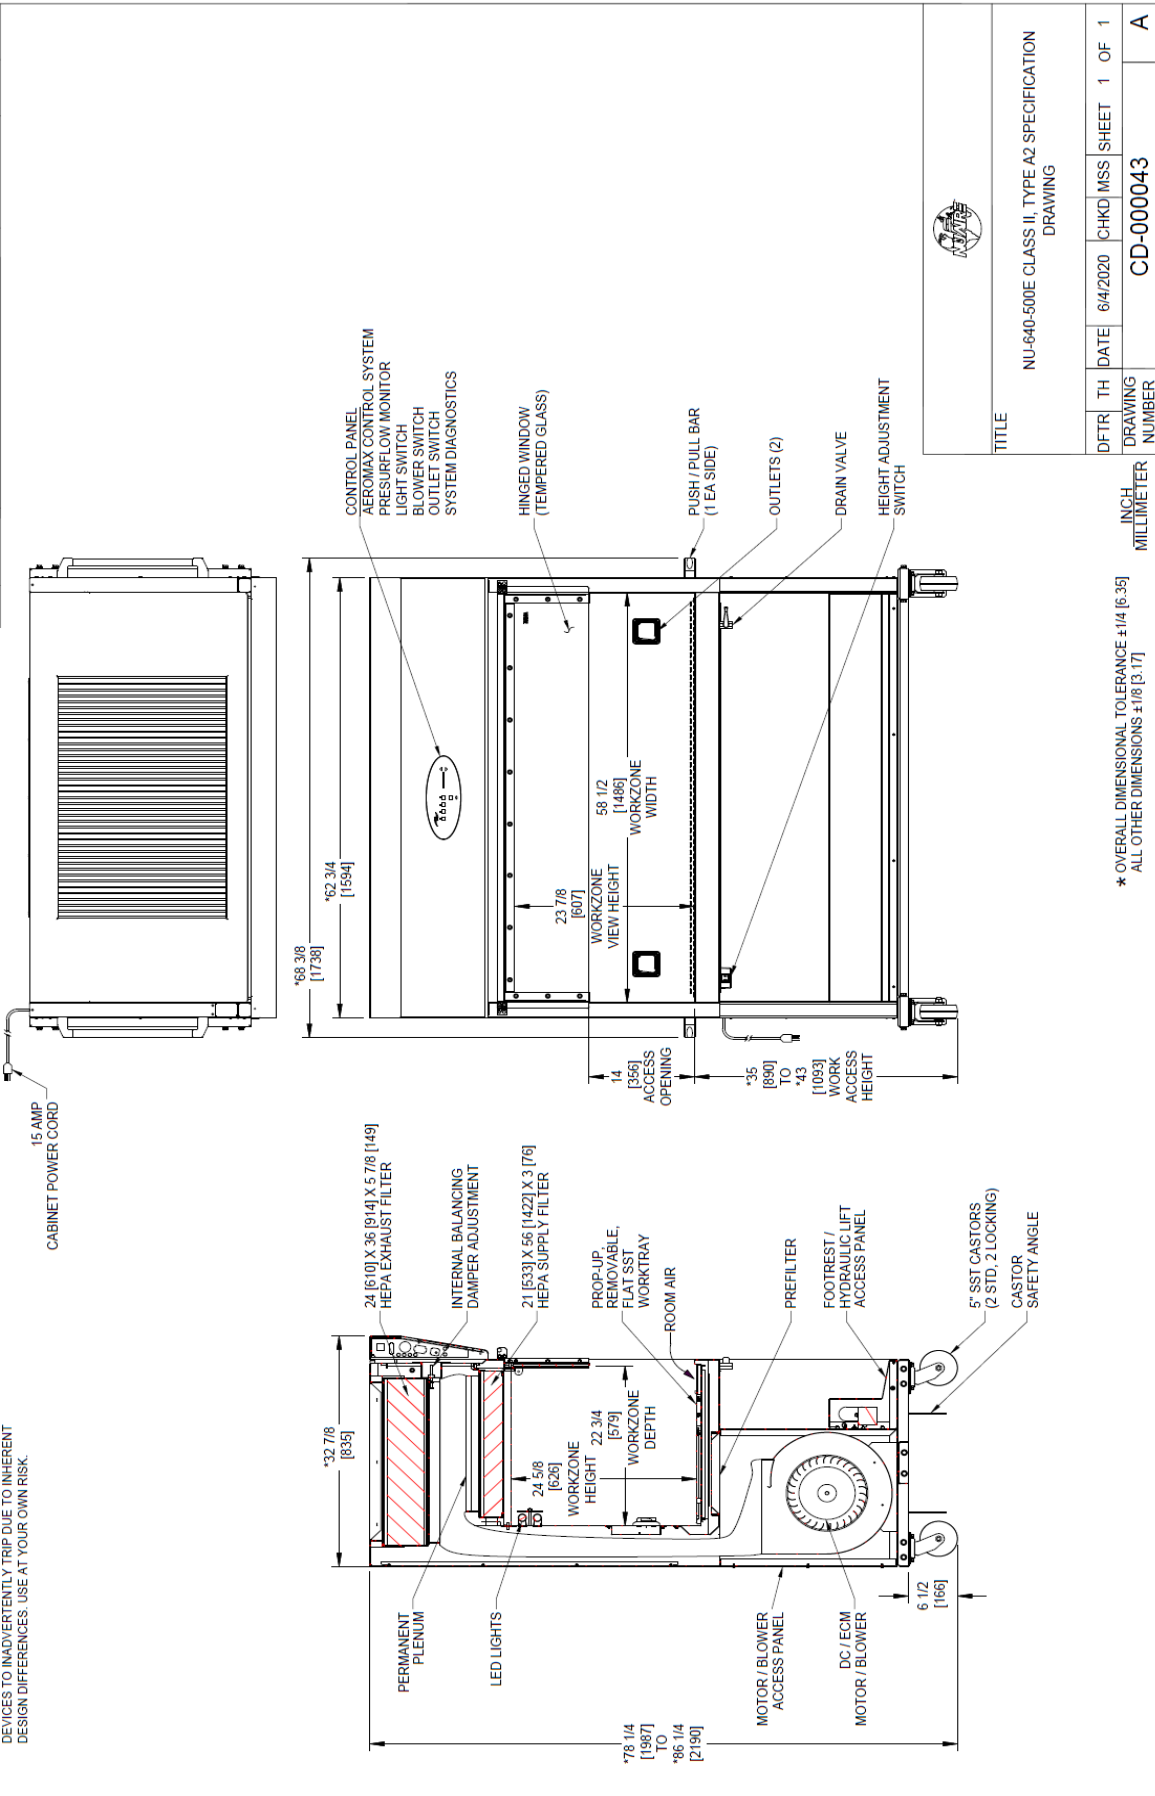 DEVICES TO INADVERTENTLY TRIP DUE TO INHERENT
DESIGN DIFFERENCES. USE AT YOUR OWN RISK.
15 AMP
CABINET POWER CORD
*32 7/8
[835]
24 [610] X 36 [914] X 5 7/8 [149]
HEPA EXHAUST FILTER
INTERNAL BALANCING
DAMPER ADJUSTMENT
21 [533] X 56 [1422] X 3 [76]
HEPA SUPPLY FILTER
PROP-UP,
REMOVABLE,
FLAT SST
WORKTRAY
ROOM AIR
PREFILTER
FOOTREST /
HYDRAULIC LIFT
ACCESS PANEL
5" SST CASTORS
(2 STD, 2 LOCKING)
CASTOR
SAFETY ANGLE
24 5/8
[626]
WORKZONE
HEIGHT
22 3/4
[579]
WORKZONE
DEPTH
PERMANENT
PLENUM
LED LIGHTS
MOTOR / BLOWER
ACCESS PANEL
DC / ECM
MOTOR / BLOWER
6 1/2
[166]
*78 1/4
[1987]
TO
*86 1/4
[2190]
*68 3/8
[1738]
*62 3/4
[1594]
CONTROL PANEL
AEROMAX CONTROL SYSTEM
PRESURFLOW MONITOR
LIGHT SWITCH
BLOWER SWITCH
OUTLET SWITCH
SYSTEM DIAGNOSTICS
HINGED WINDOW
(TEMPERED GLASS)
PUSH / PULL BAR
(1 EA SIDE)
OUTLETS (2)
DRAIN VALVE
HEIGHT ADJUSTMENT
SWITCH
23 7/8
[607]
WORKZONE
VIEW HEIGHT
58 1/2
[1486]
WORKZONE
WIDTH
14
[356]
ACCESS
OPENING
*35
[890]
TO
*43
[1093]
WORK
ACCESS
HEIGHT
* OVERALL DIMENSIONAL TOLERANCE ±1/4 [6.35]
ALL OTHER DIMENSIONS ±1/8 [3.17]
INCH
MILLIMETER
NUAIRE
TITLE
NU-640-500E CLASS II, TYPE A2 SPECIFICATION
DRAWING
DFTR TH DATE 6/4/2020 CHKD MSS SHEET 1 OF 1
DRAWING
NUMBER
CD-000043 A